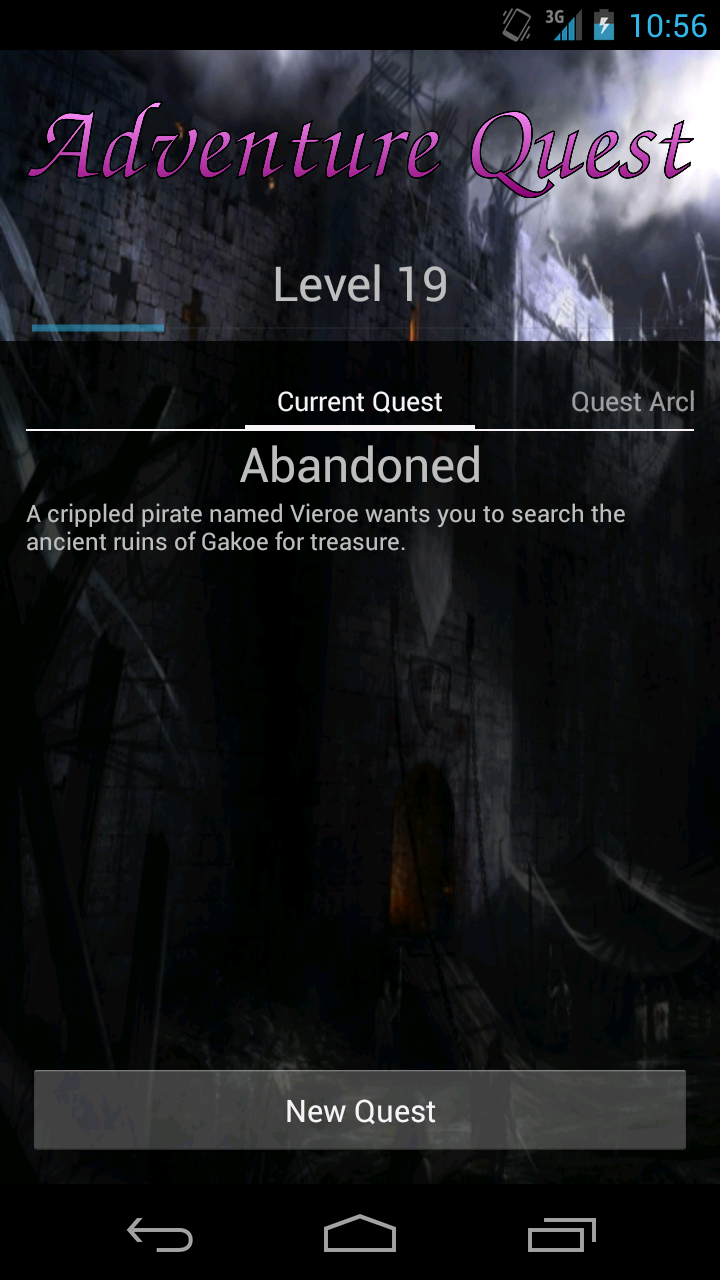 3G 10:56
Adventure Quest
Level 19
Current Quest Quest Arcl
Abandoned
A crippled pirate named Vieroe wants you to search the
ancient ruins of Gakoe for treasure.
New Quest